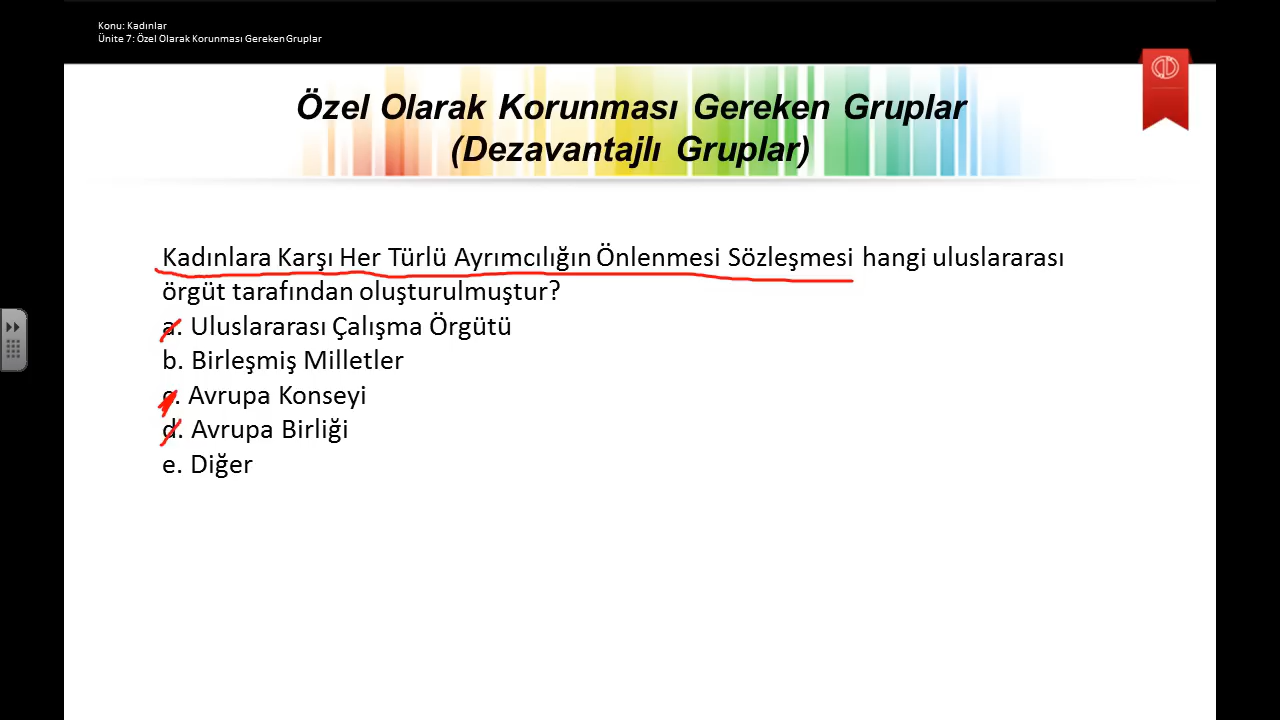 Konu: Kadınlar
Ünite 7: Özel Olarak Korunması Gereken Gruplar
Özel Olarak Korunması Gereken Gruplar
(Dezavantajlı Gruplar)
Kadınlara Karşı Her Türlü Ayrımcılığın Önlenmesi Sözleşmesi hangi uluslararası
örgüt tarafından oluşturulmuştur?
a. Uluslararası Çalışma Örgütü
b. Birleşmiş Milletler
c. Avrupa Konseyi
d. Avrupa Birliği
e. Diğer